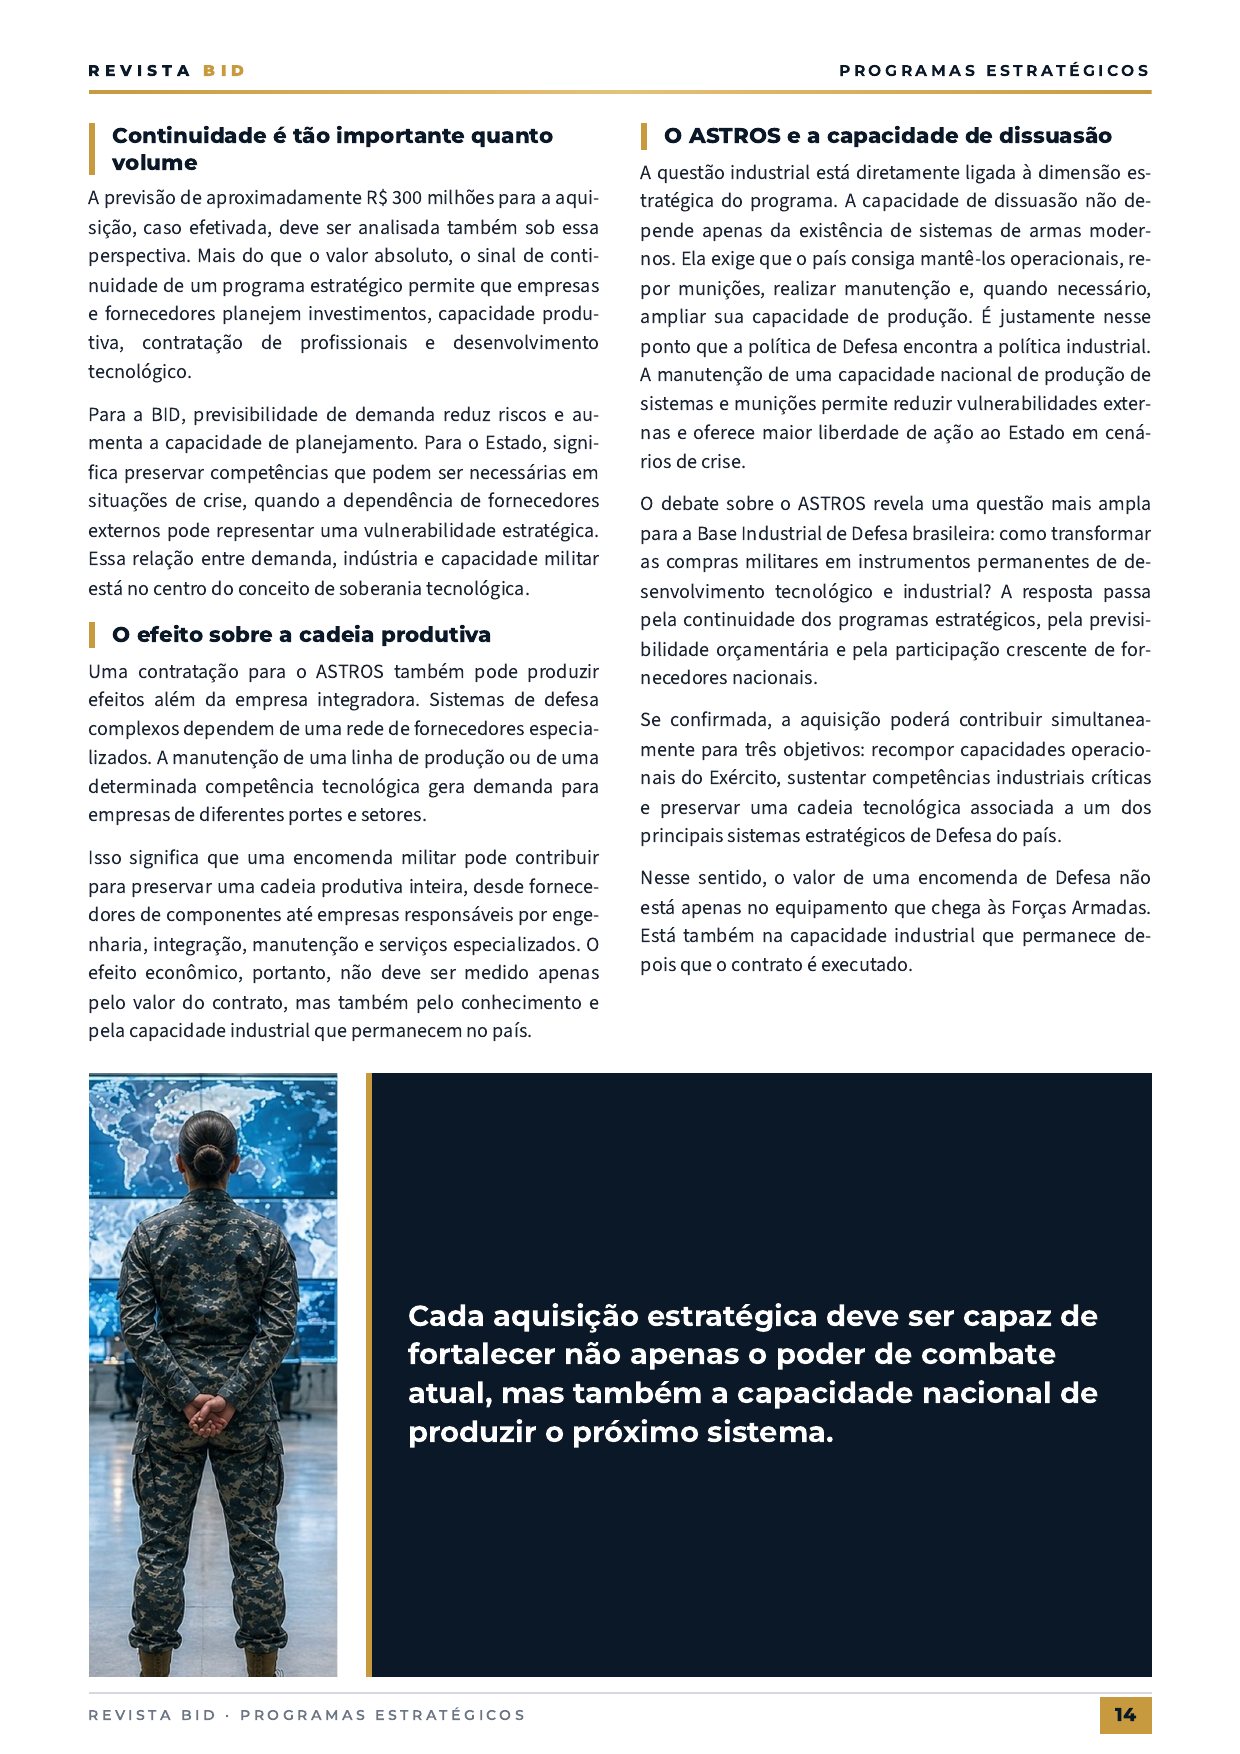 REVISTA BID
PROGRAMAS ESTRATÉGICOS
Continuidade é tão importante quanto
volume
A previsão de aproximadamente R$ 300 milhões para a aqui-
sição, caso efetivada, deve ser analisada também sob essa
perspectiva. Mais do que o valor absoluto, o sinal de conti-
nuidade de um programa estratégico permite que empresas
e fornecedores planejem investimentos, capacidade produ-
tiva, contratação de profissionais e desenvolvimento
tecnológico.
Para a BID, previsibilidade de demanda reduz riscos e au-
menta a capacidade de planejamento. Para o Estado, signi-
fica preservar competências que podem ser necessárias em
situações de crise, quando a dependência de fornecedores
externos pode representar uma vulnerabilidade estratégica.
Essa relação entre demanda, indústria e capacidade militar
está no centro do conceito de soberania tecnológica.
O efeito sobre a cadeia produtiva
Uma contratação para o ASTROS também pode produzir
efeitos além da empresa integradora. Sistemas de defesa
complexos dependem de uma rede de fornecedores especia-
lizados. A manutenção de uma linha de produção ou de uma
determinada competência tecnológica gera demanda para
empresas de diferentes portes e setores.
Isso significa que uma encomenda militar pode contribuir
para preservar uma cadeia produtiva inteira, desde fornece-
dores de componentes até empresas responsáveis por enge-
nharia, integração, manutenção e serviços especializados. O
efeito econômico, portanto, não deve ser medido apenas
pelo valor do contrato, mas também pelo conhecimento e
pela capacidade industrial que permanecem no país.
O ASTROS e a capacidade de dissuasão
A questão industrial está diretamente ligada à dimensão es-
tratégica do programa. A capacidade de dissuasão não de-
pende apenas da existência de sistemas de armas moder-
nos. Ela exige que o país consiga mantê-los operacionais, re-
por munições, realizar manutenção e, quando necessário,
ampliar sua capacidade de produção. É justamente nesse
ponto que a política de Defesa encontra a política industrial.
A manutenção de uma capacidade nacional de produção de
sistemas e munições permite reduzir vulnerabilidades exter-
nas e oferece maior liberdade de ação ao Estado em cená-
rios de crise.
O debate sobre o ASTROS revela uma questão mais ampla
para a Base Industrial de Defesa brasileira: como transformar
as compras militares em instrumentos permanentes de de-
senvolvimento tecnológico e industrial? A resposta passa
pela continuidade dos programas estratégicos, pela previsi-
bilidade orçamentária e pela participação crescente de for-
necedores nacionais.
Se confirmada, a aquisição poderá contribuir simultanea-
mente para três objetivos: recompor capacidades operacio-
nais do Exército, sustentar competências industriais críticas
e preservar uma cadeia tecnológica associada a um dos
principais sistemas estratégicos de Defesa do país.
Nesse sentido, o valor de uma encomenda de Defesa não
está apenas no equipamento que chega às Forças Armadas.
Está também na capacidade industrial que permanece de-
pois que o contrato é executado.
Cada aquisição estratégica deve ser capaz de
fortalecer não apenas o poder de combate
atual, mas também a capacidade nacional de
produzir o próximo sistema.
REVISTA BID · PROGRAMAS ESTRATÉGICOS
14